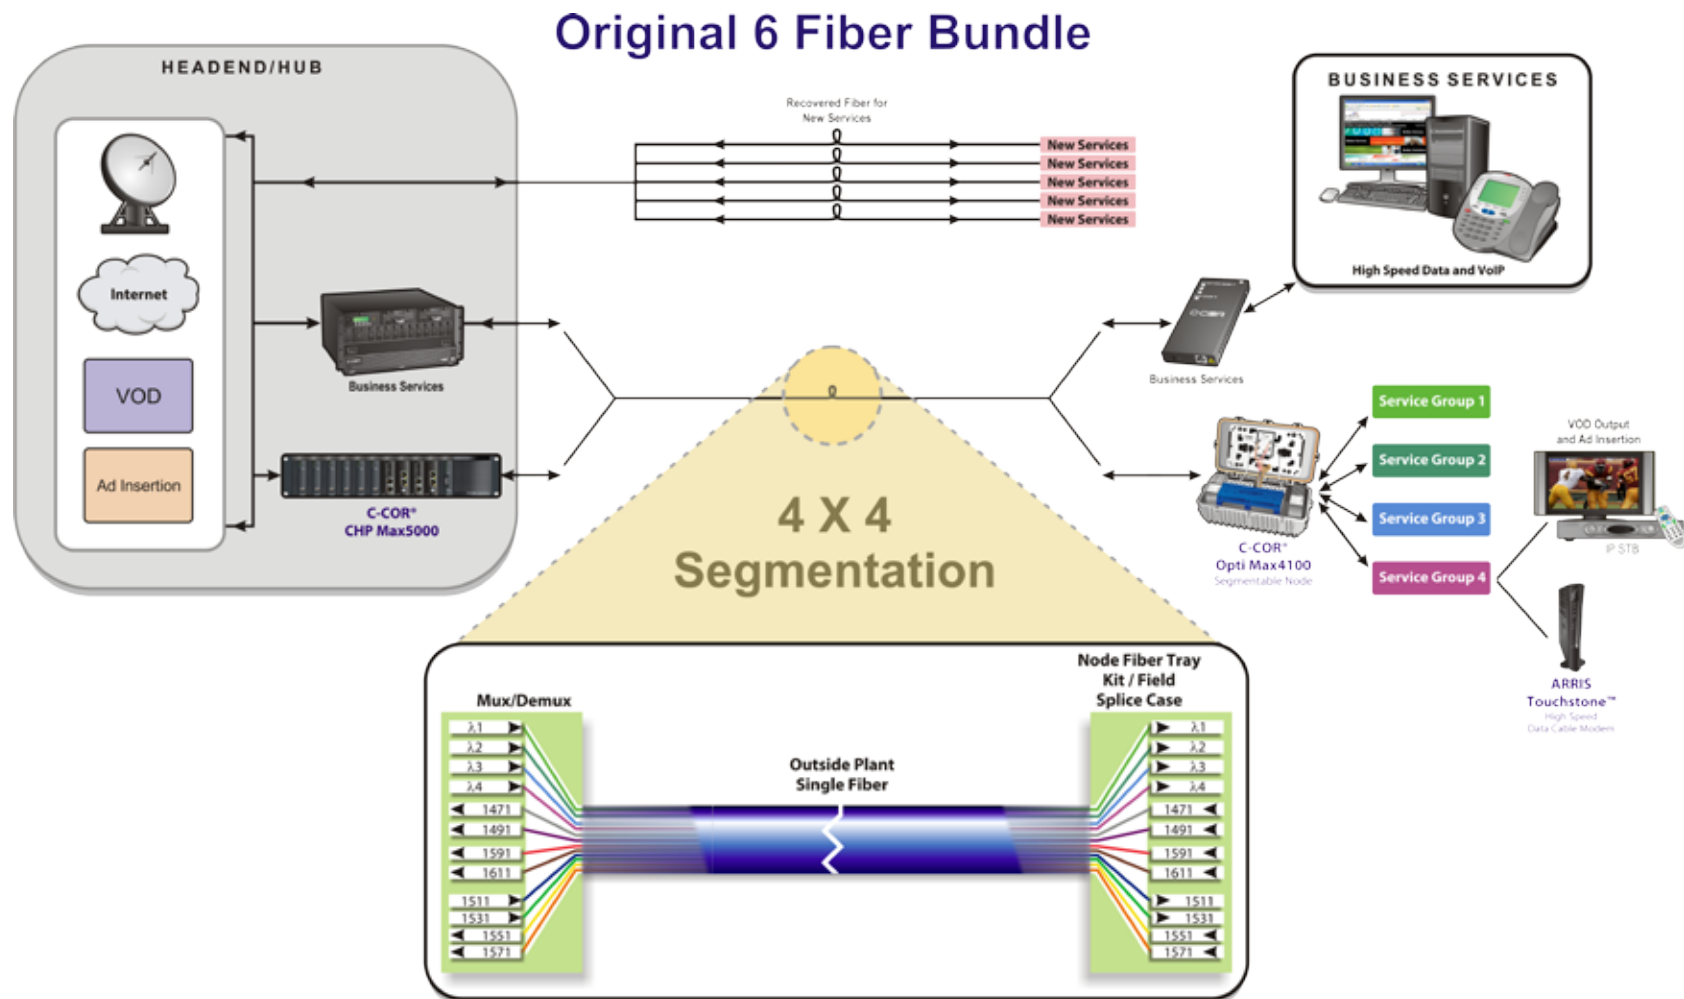 Original 6 Fiber Bundle
HEADEND/HUB
Internet
VOD
Ad Insertion
Business Services
C-COR®
CHP Max5000
Recovered Fiber for
New Services
New Services
New Services
New Services
New Services
New Services
BUSINESS SERVICES
High Speed Data and VoIP
Business Services
C-COR®
Opti Max4100
Segmentable Node
Service Group 1
Service Group 2
Service Group 3
Service Group 4
VOD Output
and Ad Insertion
IP STB
ARRIS
Touchstone™
High Speed
Data Cable Modem
4 X 4
Segmentation
Mux/Demux
λ1
λ2
λ3
λ4
1471
1491
1591
1611
1511
1531
1551
1571
Outside Plant
Single Fiber
Node Fiber Tray
Kit / Field
Splice Case
λ1
λ2
λ3
λ4
1471
1491
1591
1611
1511
1531
1551
1571